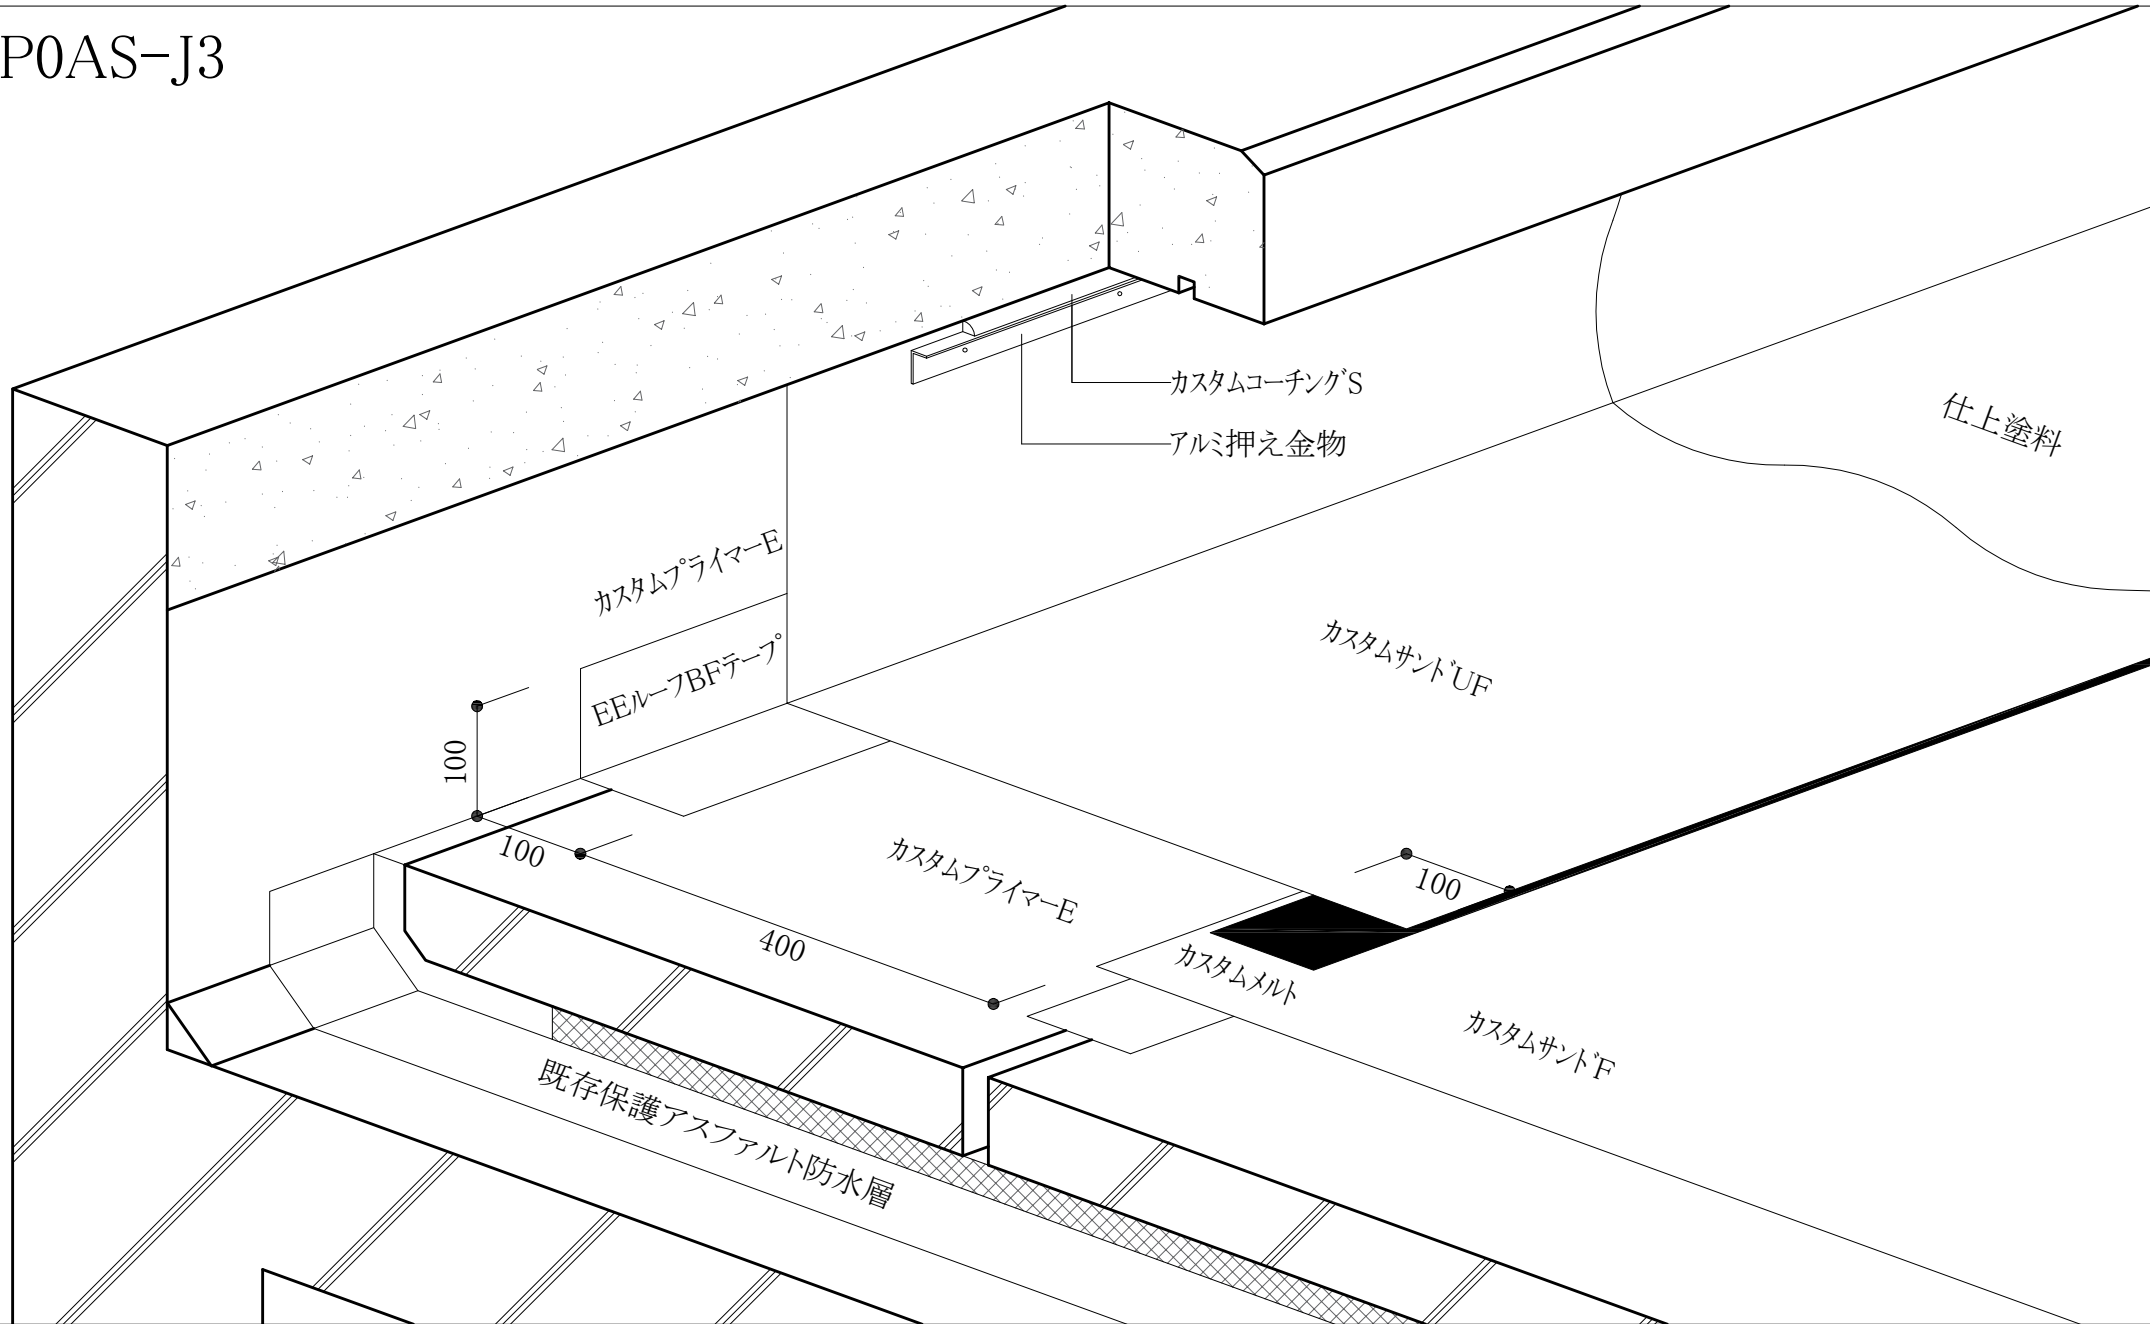 P0AS-J3
カスタムコーチングS
アルミ押え金物
仕上塗料
カスタムプライマーE
EEルーフBFテープ
カスタムサンドUF
100
100
カスタムプライマーE
100
400
カスタムメルト
カスタムサンドF
既存保護アスファルト防水層